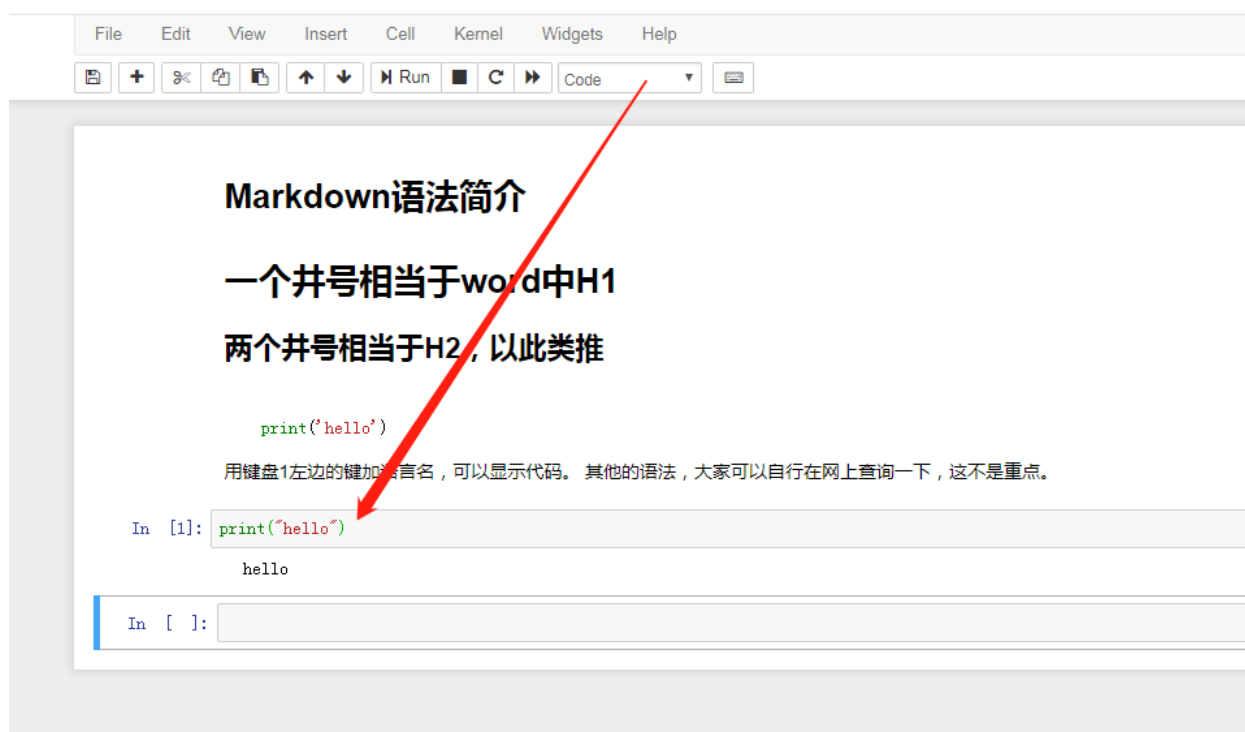 File Edit View Insert Cell Kernel Widgets Help
Run Code
Markdown语法简介
一个井号相当于word中H1
两个井号相当于H2，以此类推
print('hello')
用键盘1左边的键加语言名，可以显示代码。 其他的语法，大家可以自行在网上查询一下，这不是重点。
In [1]: print("hello")
hello
In [ ]: